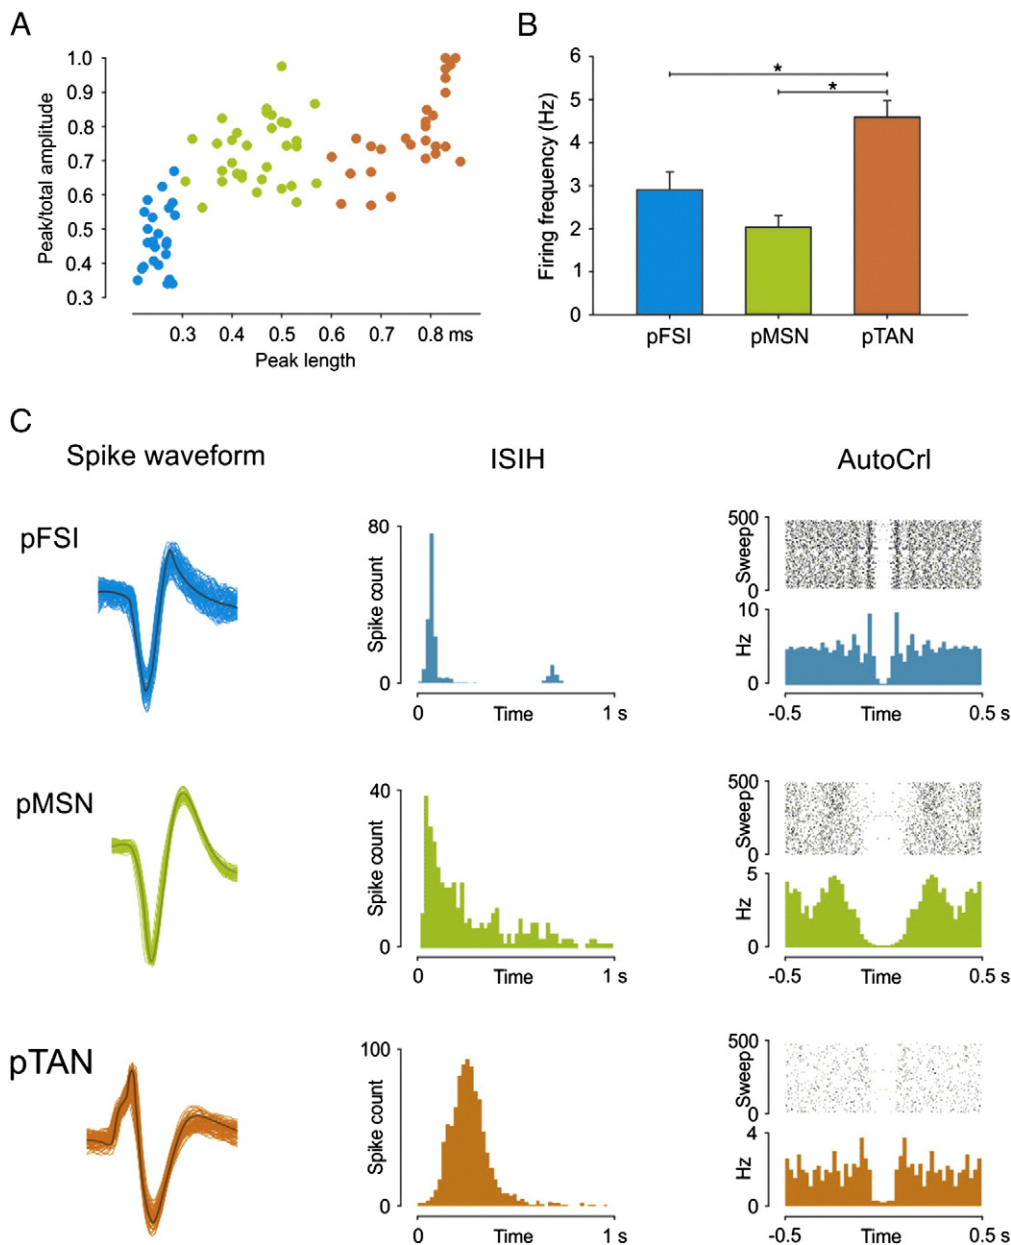 A
Peak/total amplitude
1.0
0.9
0.8
0.7
0.6
0.5
0.4
0.3
0.3 0.4 0.5 0.6 0.7 0.8 ms
Peak length
B
Firing frequency (Hz)
6
5
4
3
2
1
0
* 
*
pFSI pMSN pTAN
C
Spike waveform ISIH AutoCrl
pFSI
Spike count
80
0
0 Time 1 s
Sweep
500
0
Hz
10
0
-0.5 Time 0.5 s
pMSN
Spike count
40
0
0 Time 1 s
Sweep
500
0
Hz
5
0
-0.5 Time 0.5 s
pTAN
Spike count
100
0
0 Time 1 s
Sweep
500
0
Hz
4
0
-0.5 Time 0.5 s